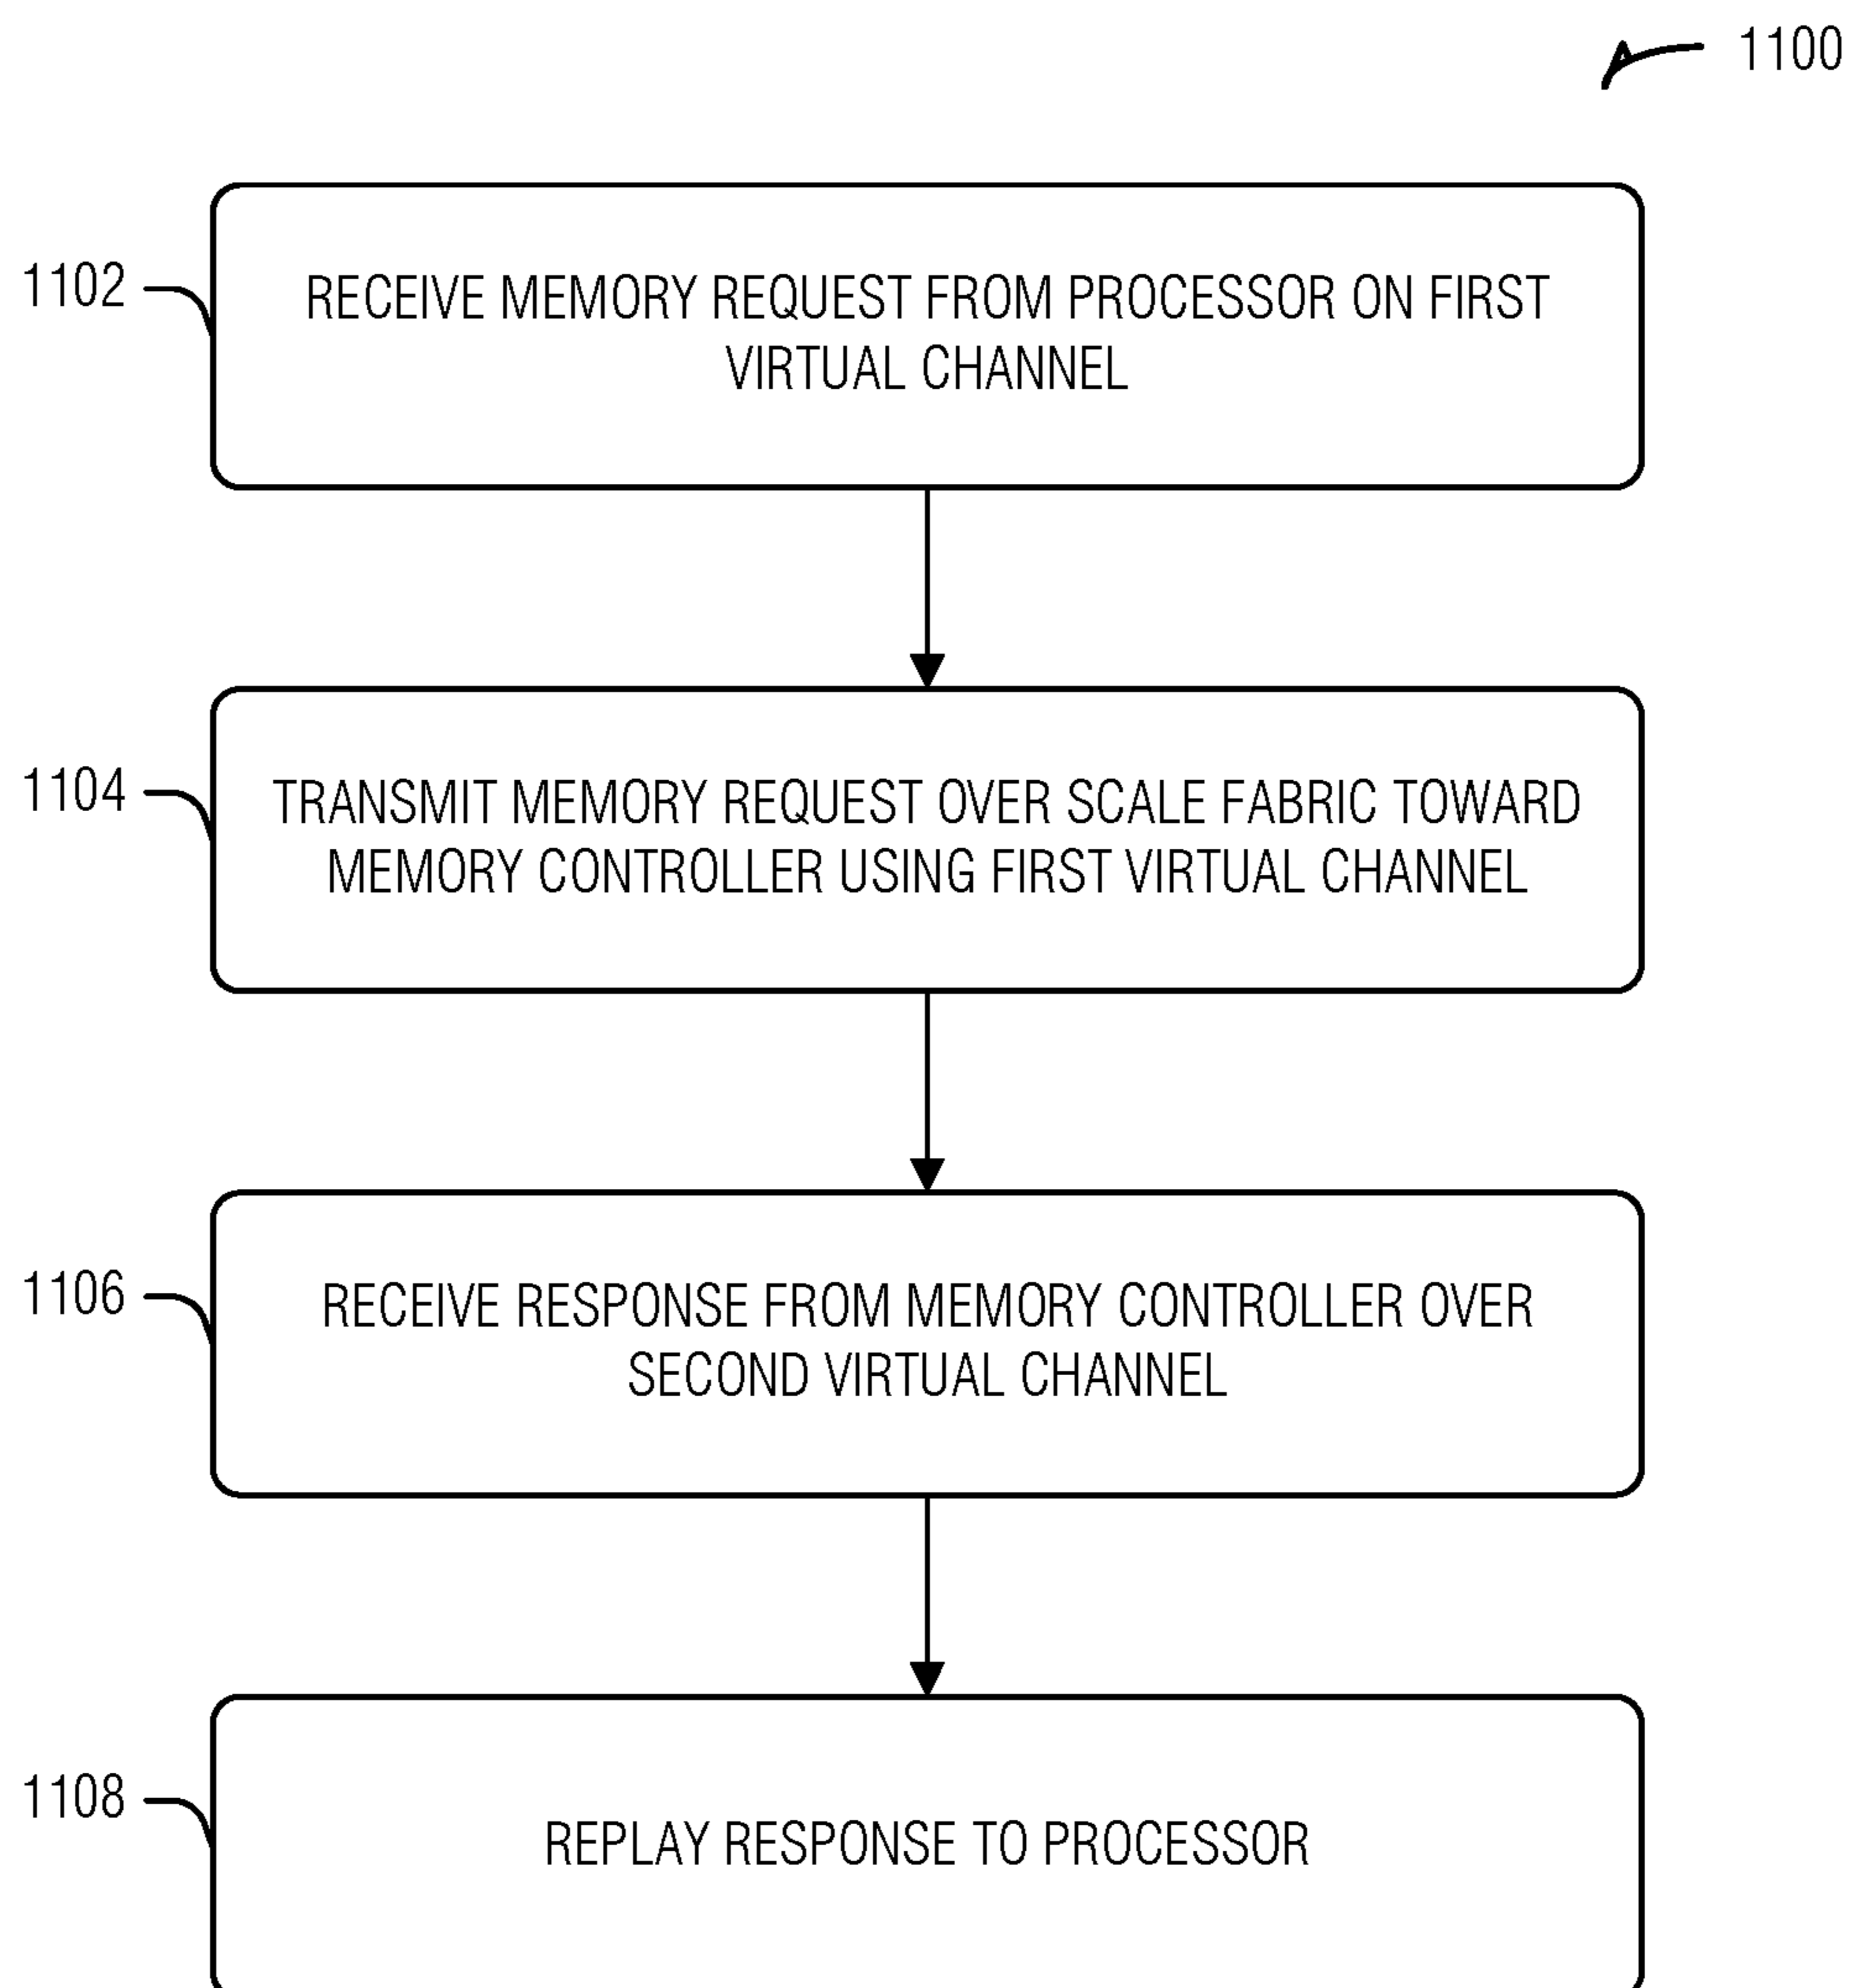 1100
1102
RECEIVE MEMORY REQUEST FROM PROCESSOR ON FIRST
VIRTUAL CHANNEL
1104
TRANSMIT MEMORY REQUEST OVER SCALE FABRIC TOWARD
MEMORY CONTROLLER USING FIRST VIRTUAL CHANNEL
1106
RECEIVE RESPONSE FROM MEMORY CONTROLLER OVER
SECOND VIRTUAL CHANNEL
1108
REPLAY RESPONSE TO PROCESSOR